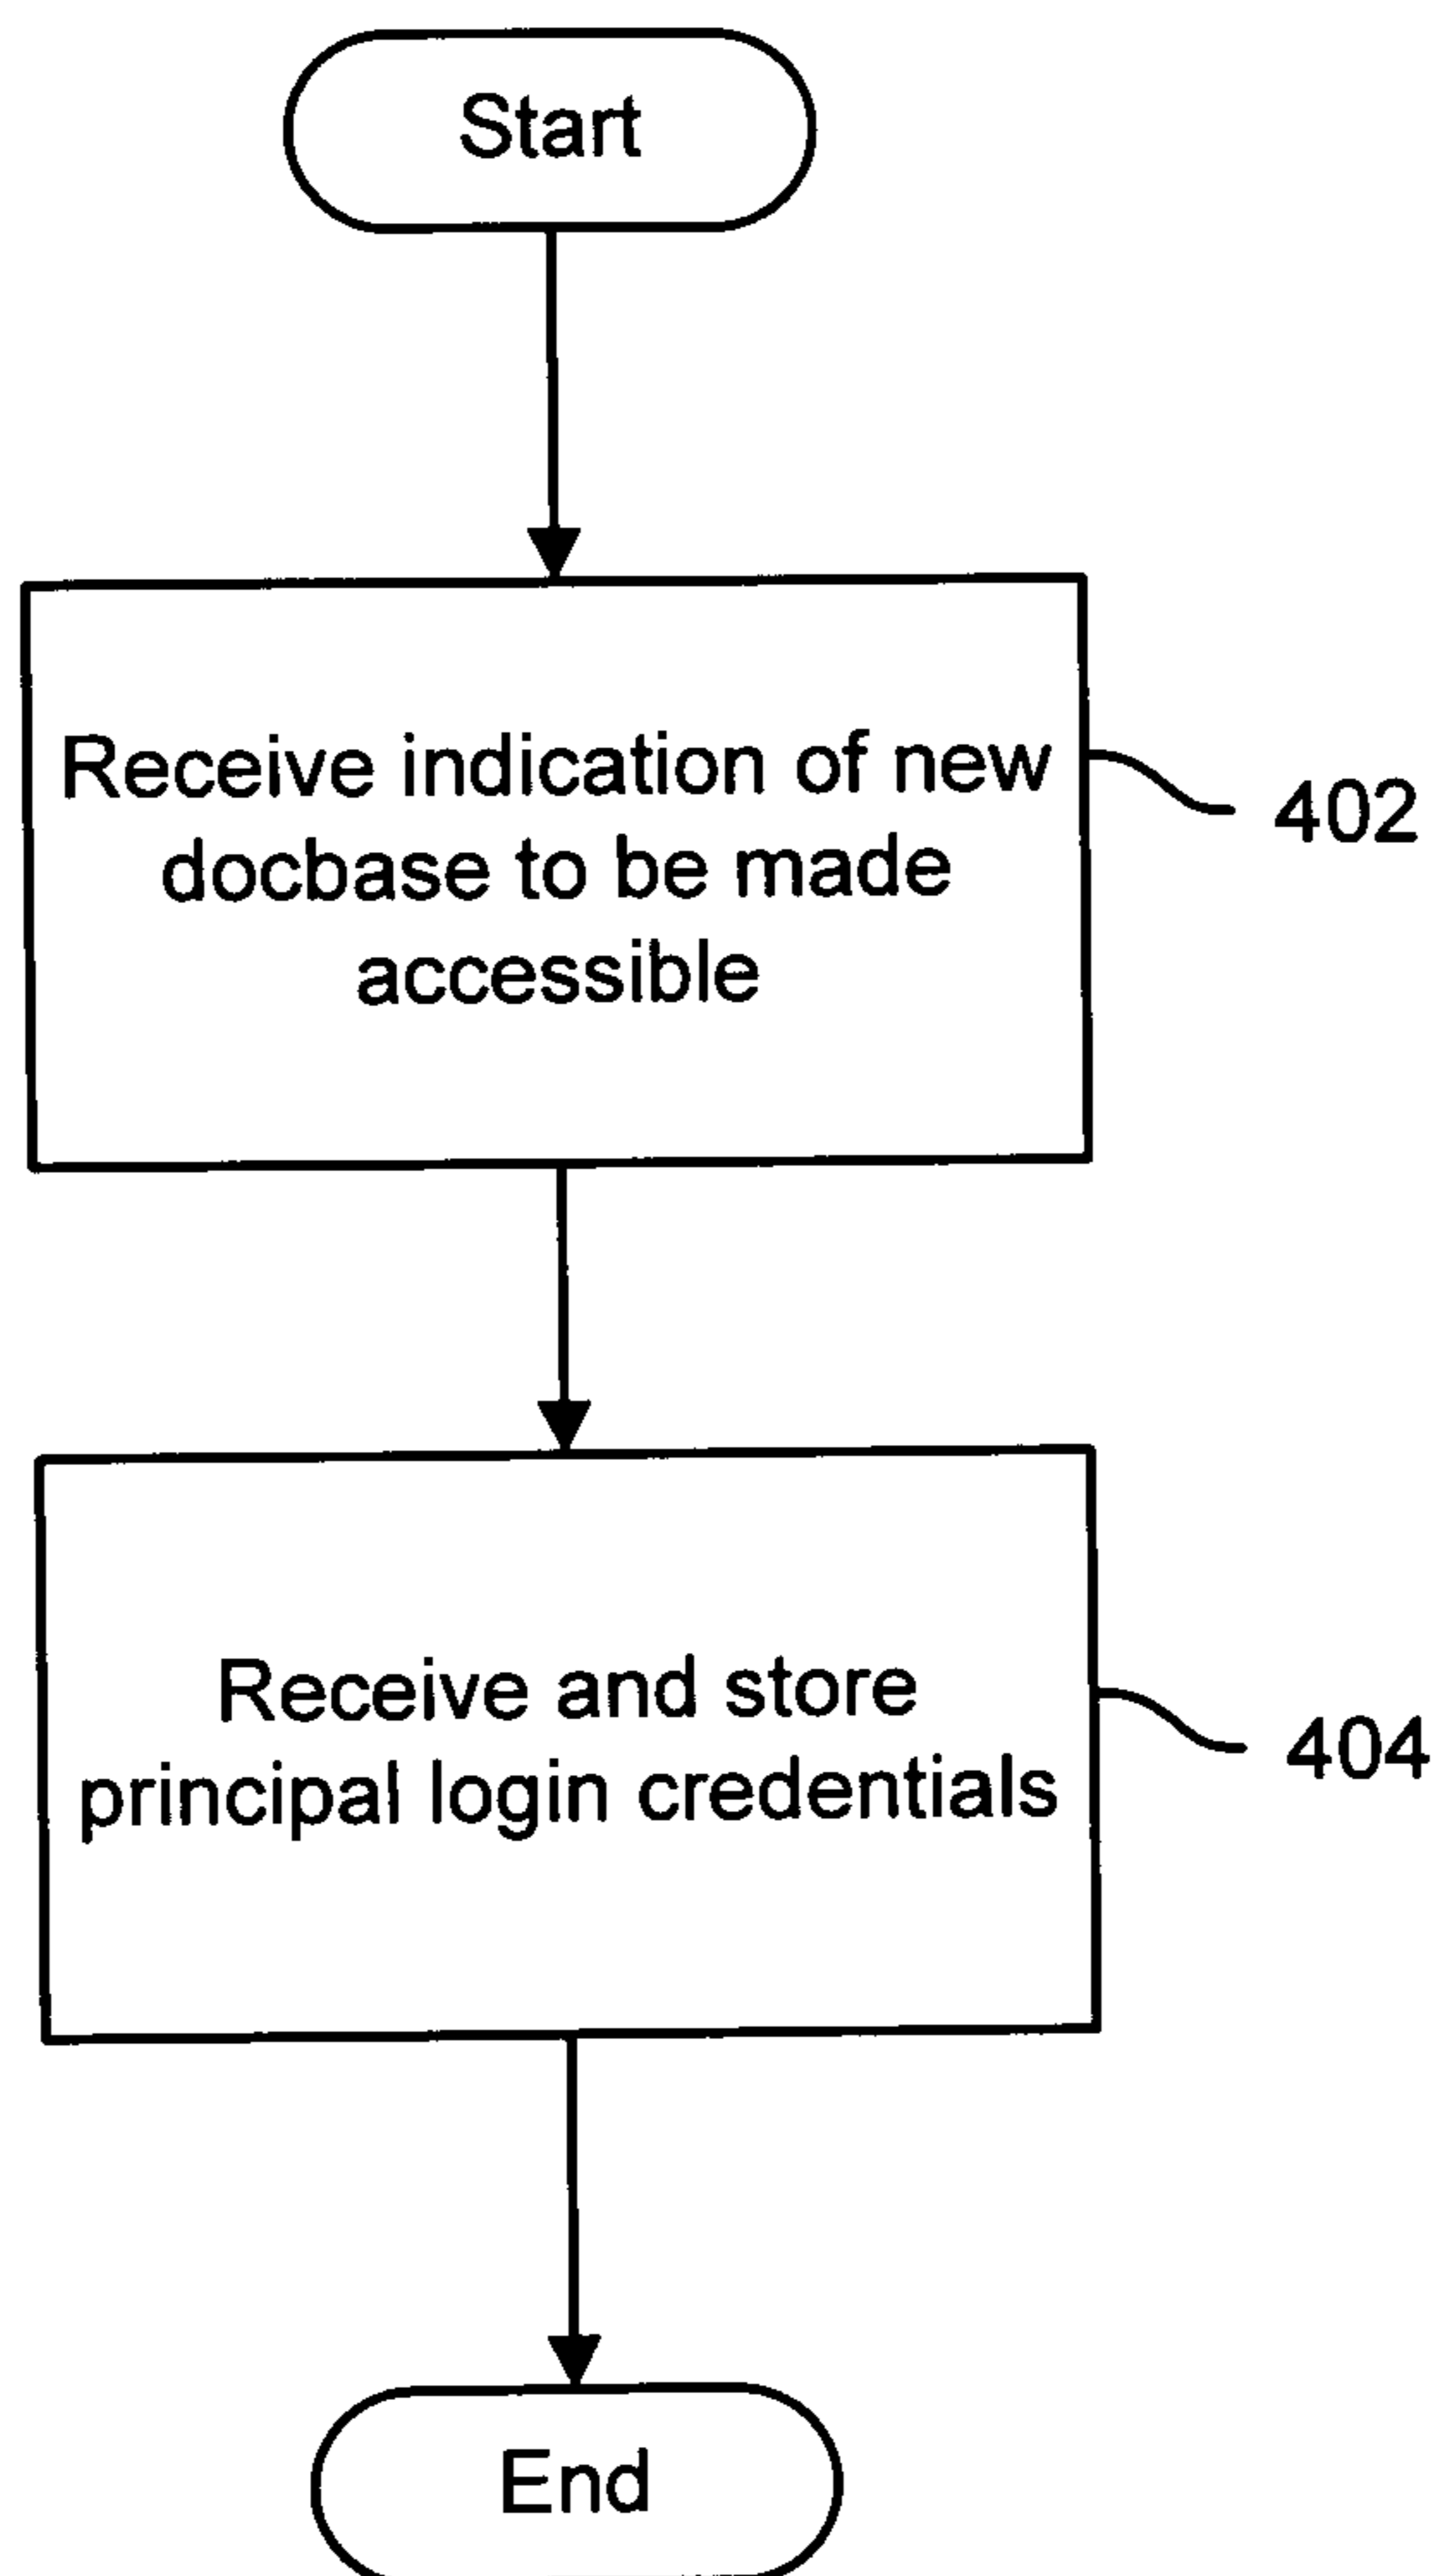 Start
Receive indication of new
docbase to be made
accessible
402
Receive and store
principal login credentials
404
End